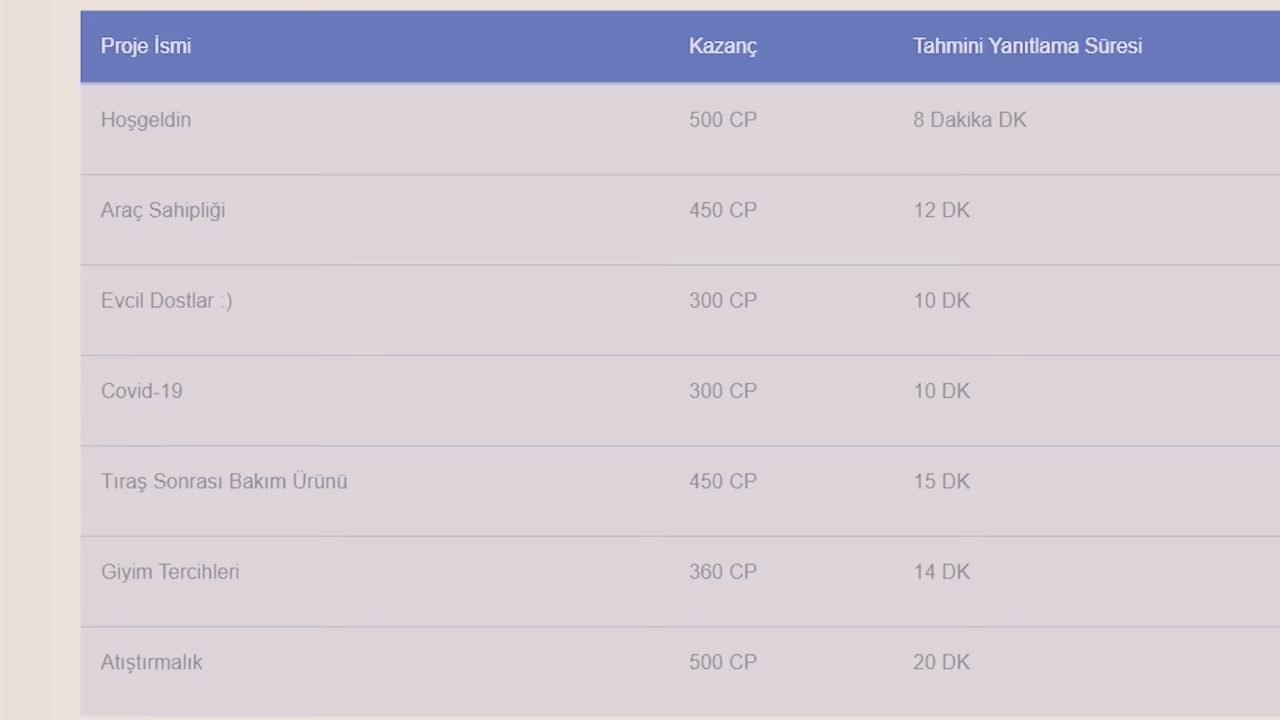 Proje İsmi Kazanç Tahmini Yanıtlama Süresi
Hoşgeldin 500 CP 8 Dakika DK
Araç Sahipliği 450 CP 12 DK
Evcil Dostlar :) 300 CP 10 DK
Covid-19 300 CP 10 DK
Tıraş Sonrası Bakım Ürünü 450 CP 15 DK
Giyim Tercihleri 360 CP 14 DK
Atıştırmalık 500 CP 20 DK